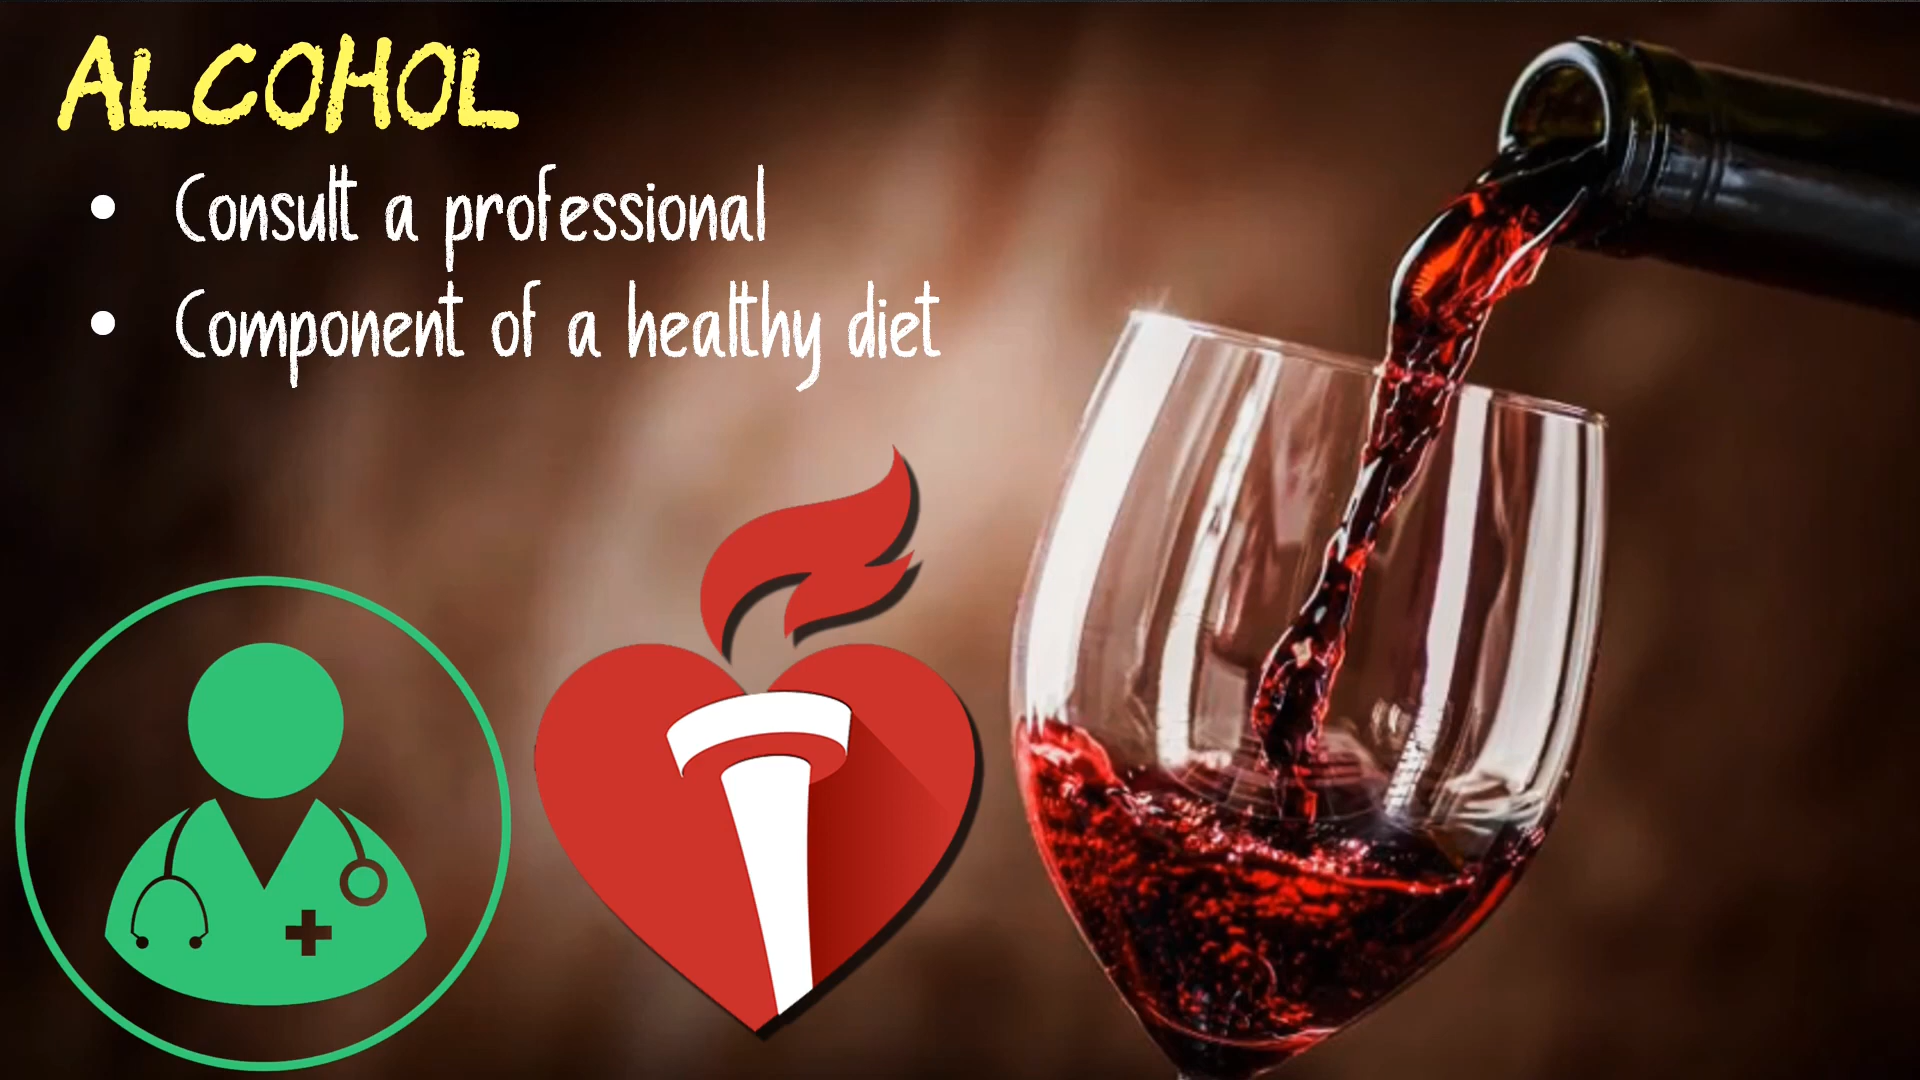 ALCOHOL
• Consult a professional
• Component of a healthy diet